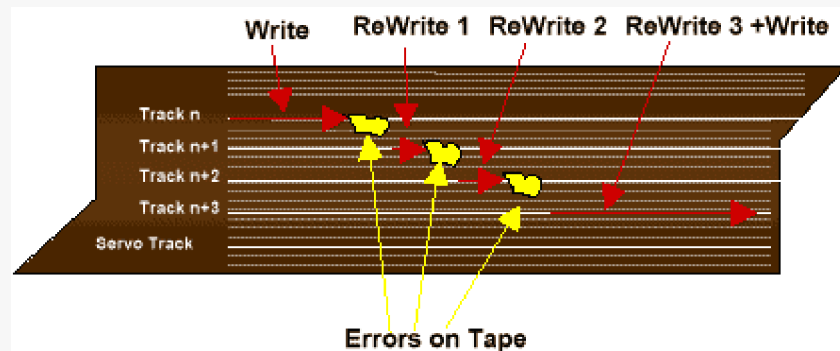 Write
ReWrite 1
ReWrite 2
ReWrite 3 +Write
Track n
Track n+1
Track n+2
Track n+3
Servo Track
Errors on Tape